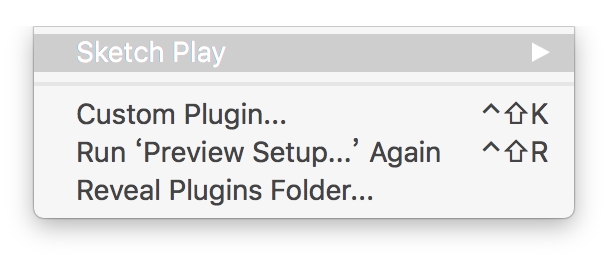 Sketch Play ▶
Custom Plugin... ^⇧K
Run ‘Preview Setup...’ Again ^⇧R
Reveal Plugins Folder...